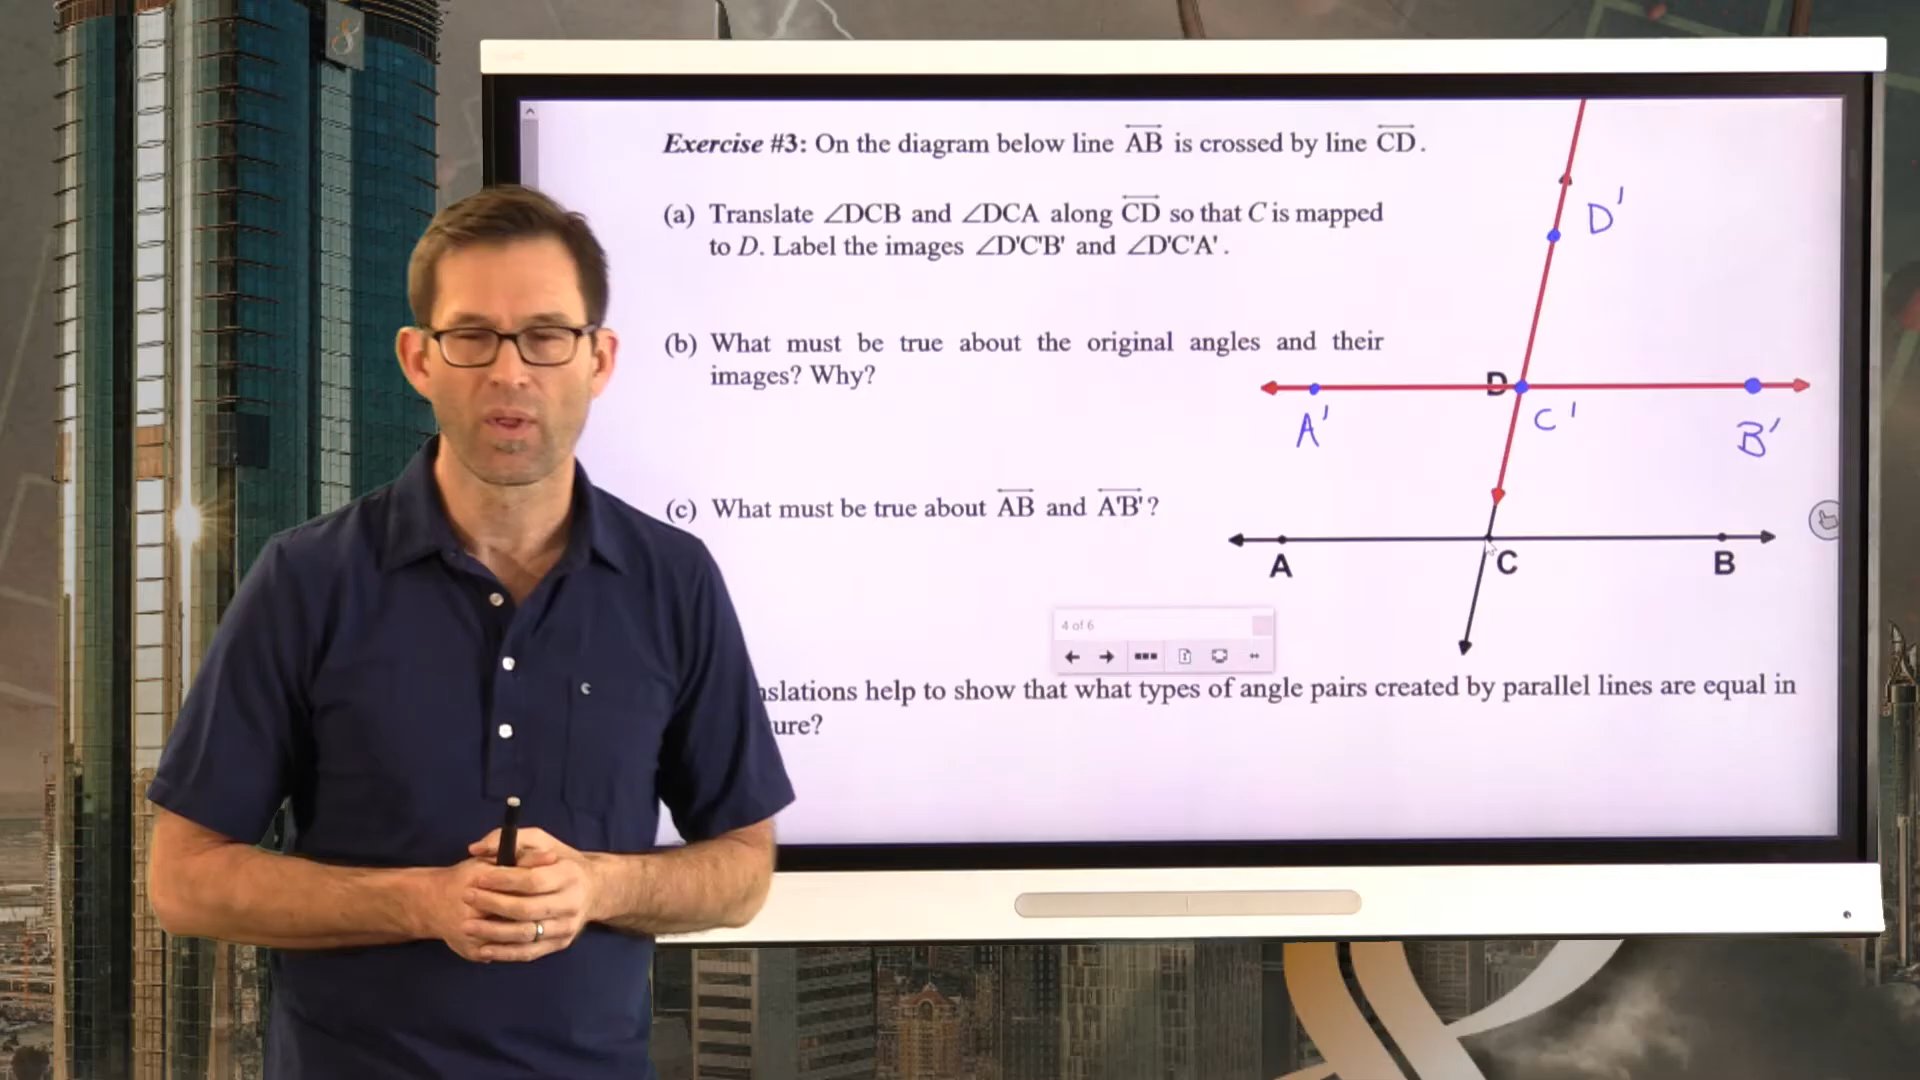 Exercise #3: On the diagram below line AB is crossed by line CD.
(a) Translate ∠DCB and ∠DCA along CD so that C is mapped
to D. Label the images ∠D'C'B' and ∠D'C'A'.
(b) What must be true about the original angles and their
images? Why?
(c) What must be true about AB and A'B'?
D'
D
A'
C'
B'
A
C
B
4 of 6
nslations help to show that what types of angle pairs created by parallel lines are equal in
ure?